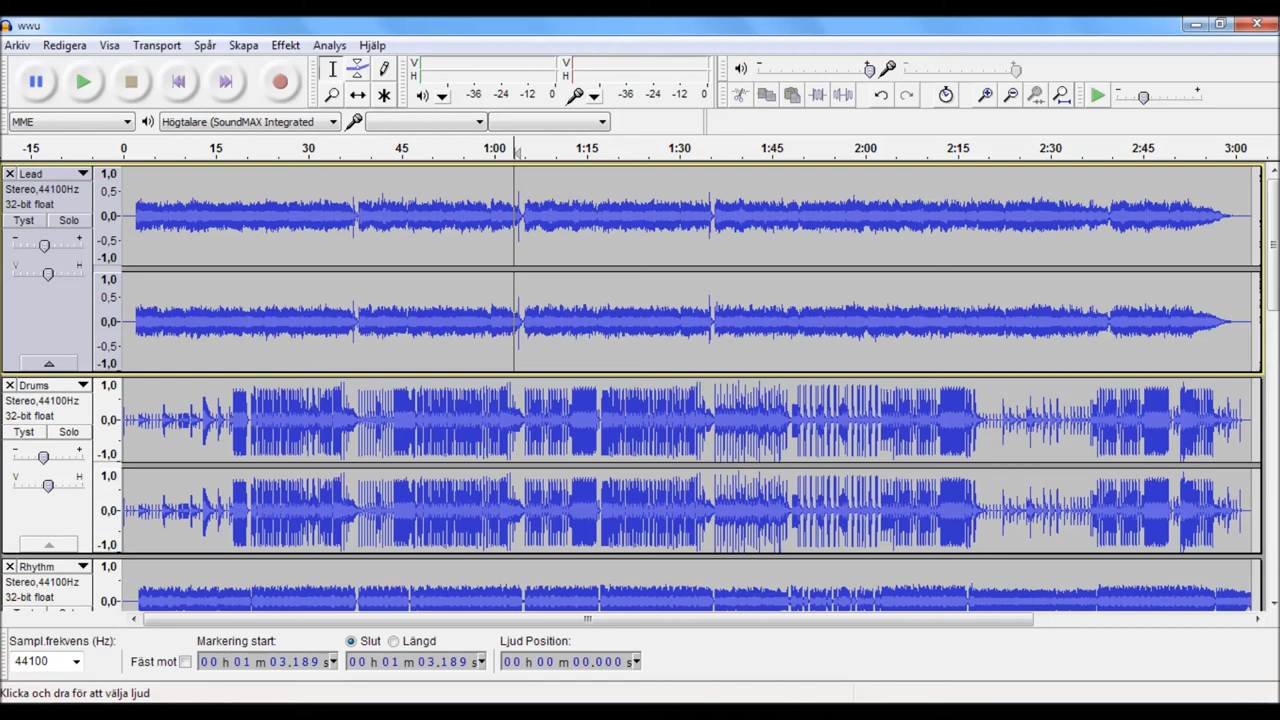 wwu
Arkiv Redigera Visa Transport Spår Skapa Effekt Analys Hjälp
V H -36 -24 -12 0 V H -36 -24 -12 0
MME Högtalare (SoundMAX Integrated
-15 0 15 30 45 1:00 1:15 1:30 1:45 2:00 2:15 2:30 2:45 3:00
Lead
Stereo,44100Hz
32-bit float
Tyst Solo
- +
V H
1,0
0,5
0,0
-0,5
-1,0
1,0
0,5
0,0
-0,5
-1,0
Drums
Stereo,44100Hz
32-bit float
Tyst Solo
- +
V H
1,0
0,0
-1,0
1,0
0,0
-1,0
Rhythm
Stereo,44100Hz
32-bit float
1,0
0,0
Sampl.frekvens (Hz): Markering start: Slut Längd Ljud Position:
44100 Fäst mot 00 h 01 m 03.189 s 00 h 01 m 03.189 s 00 h 00 m 00.000 s
Klicka och dra för att välja ljud